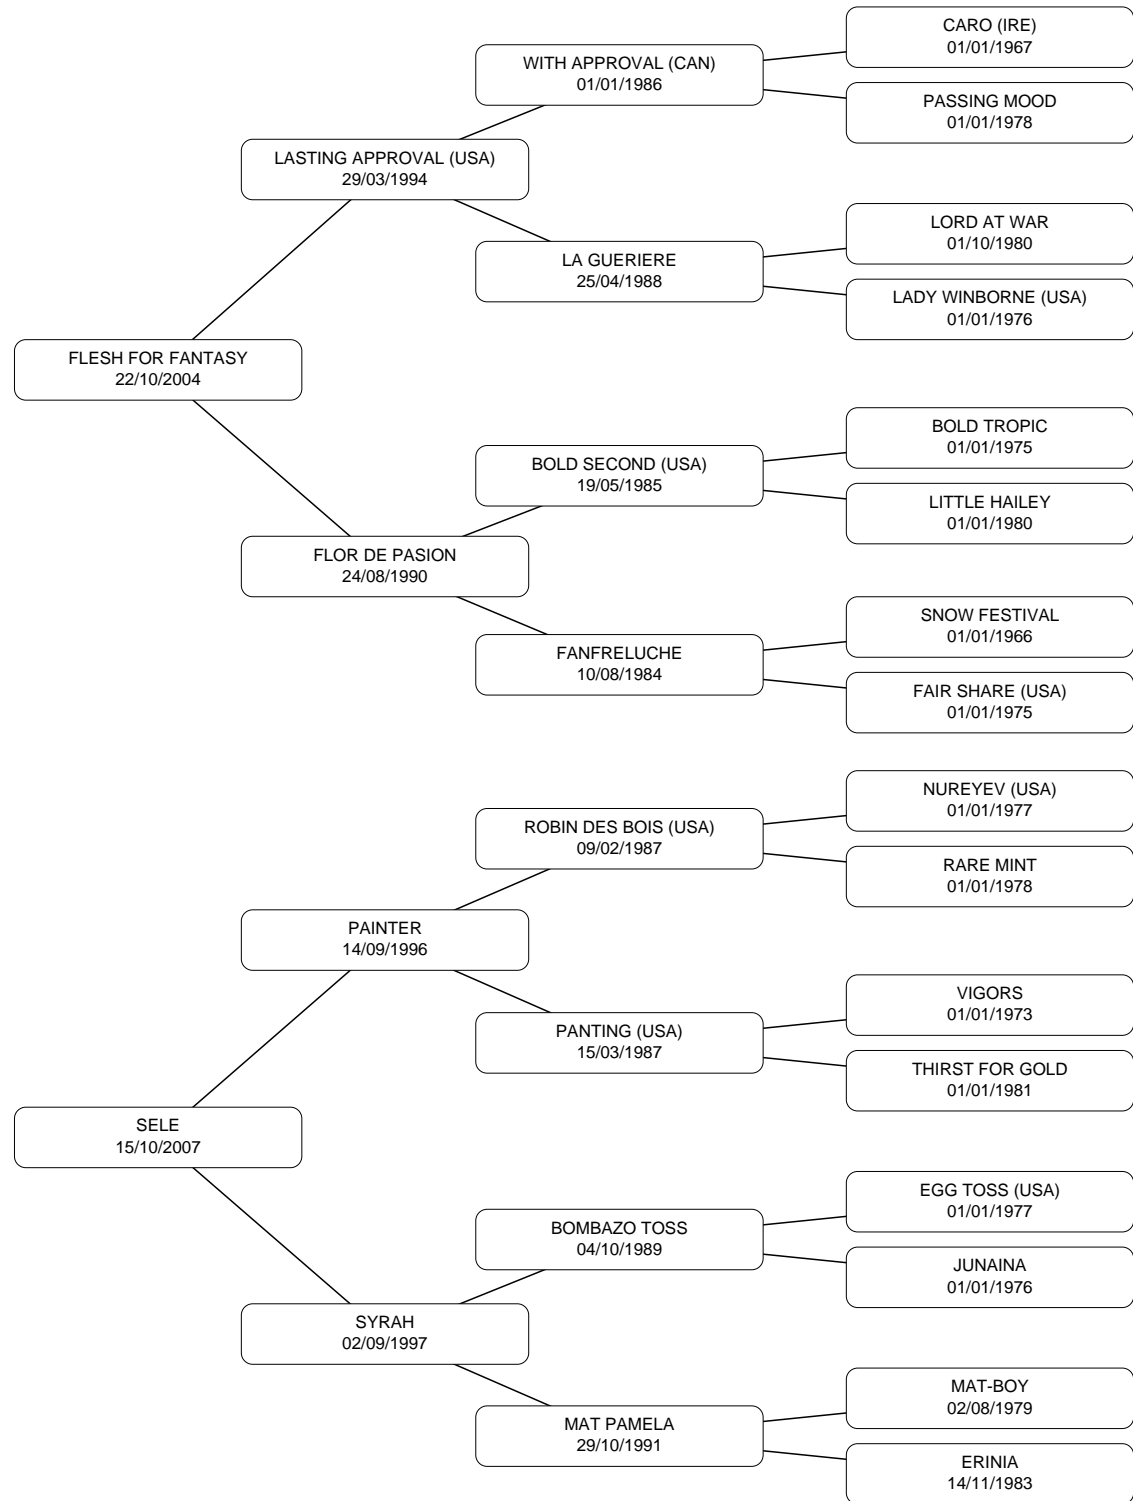 CARO (IRE)
01/01/1967
WITH APPROVAL (CAN)
01/01/1986
PASSING MOOD
01/01/1978
LASTING APPROVAL (USA)
29/03/1994
LORD AT WAR
01/10/1980
LA GUERIERE
25/04/1988
LADY WINBORNE (USA)
01/01/1976
FLESH FOR FANTASY
22/10/2004
BOLD TROPIC
01/01/1975
BOLD SECOND (USA)
19/05/1985
LITTLE HAILEY
01/01/1980
FLOR DE PASION
24/08/1990
SNOW FESTIVAL
01/01/1966
FANFRELUCHE
10/08/1984
FAIR SHARE (USA)
01/01/1975
NUREYEV (USA)
01/01/1977
ROBIN DES BOIS (USA)
09/02/1987
RARE MINT
01/01/1978
PAINTER
14/09/1996
VIGORS
01/01/1973
PANTING (USA)
15/03/1987
THIRST FOR GOLD
01/01/1981
SELE
15/10/2007
EGG TOSS (USA)
01/01/1977
BOMBAZO TOSS
04/10/1989
JUNAINA
01/01/1976
SYRAH
02/09/1997
MAT-BOY
02/08/1979
MAT PAMELA
29/10/1991
ERINIA
14/11/1983